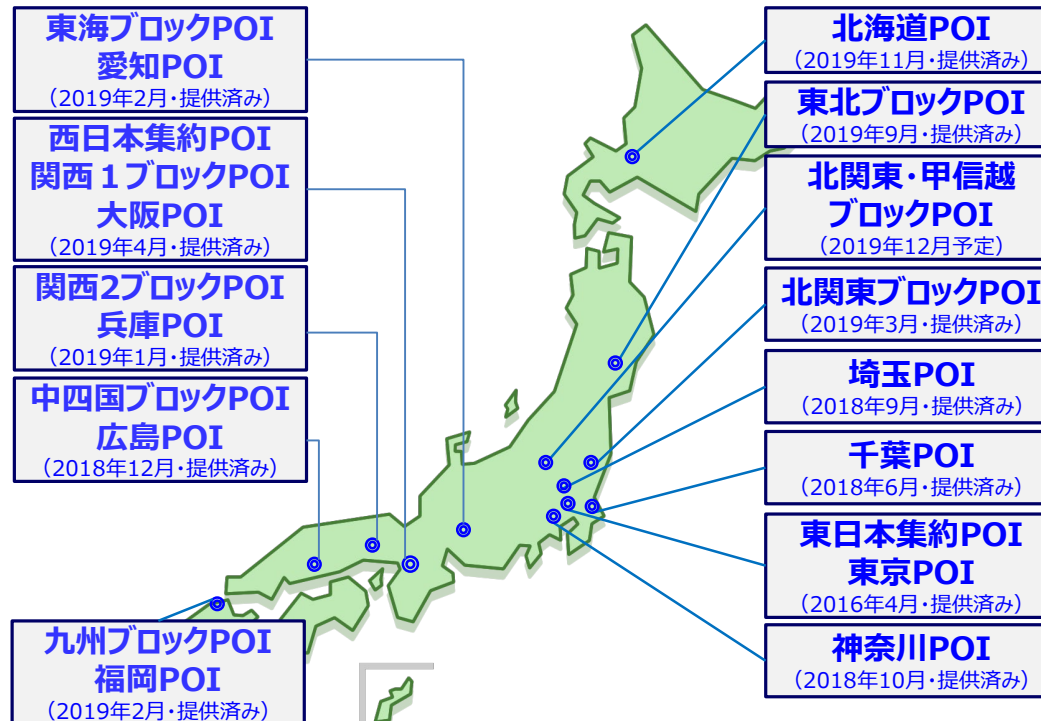 東海ブロックPOI
愛知POI
（2019年2月・提供済み）
西日本集約POI
関西１ブロックPOI
大阪POI
（2019年4月・提供済み）
関西2ブロックPOI
兵庫POI
（2019年1月・提供済み）
中四国ブロックPOI
広島POI
（2018年12月・提供済み）
九州ブロックPOI
福岡POI
（2019年2月・提供済み）
北海道POI
（2019年11月・提供済み）
東北ブロックPOI
（2019年9月・提供済み）
北関東・甲信越
ブロックPOI
（2019年12月予定）
北関東ブロックPOI
（2019年3月・提供済み）
埼玉POI
（2018年9月・提供済み）
千葉POI
（2018年6月・提供済み）
東日本集約POI
東京POI
（2016年4月・提供済み）
神奈川POI
（2018年10月・提供済み）